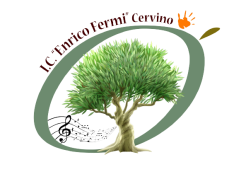 I.C. "Enrico Fermi" Cervino